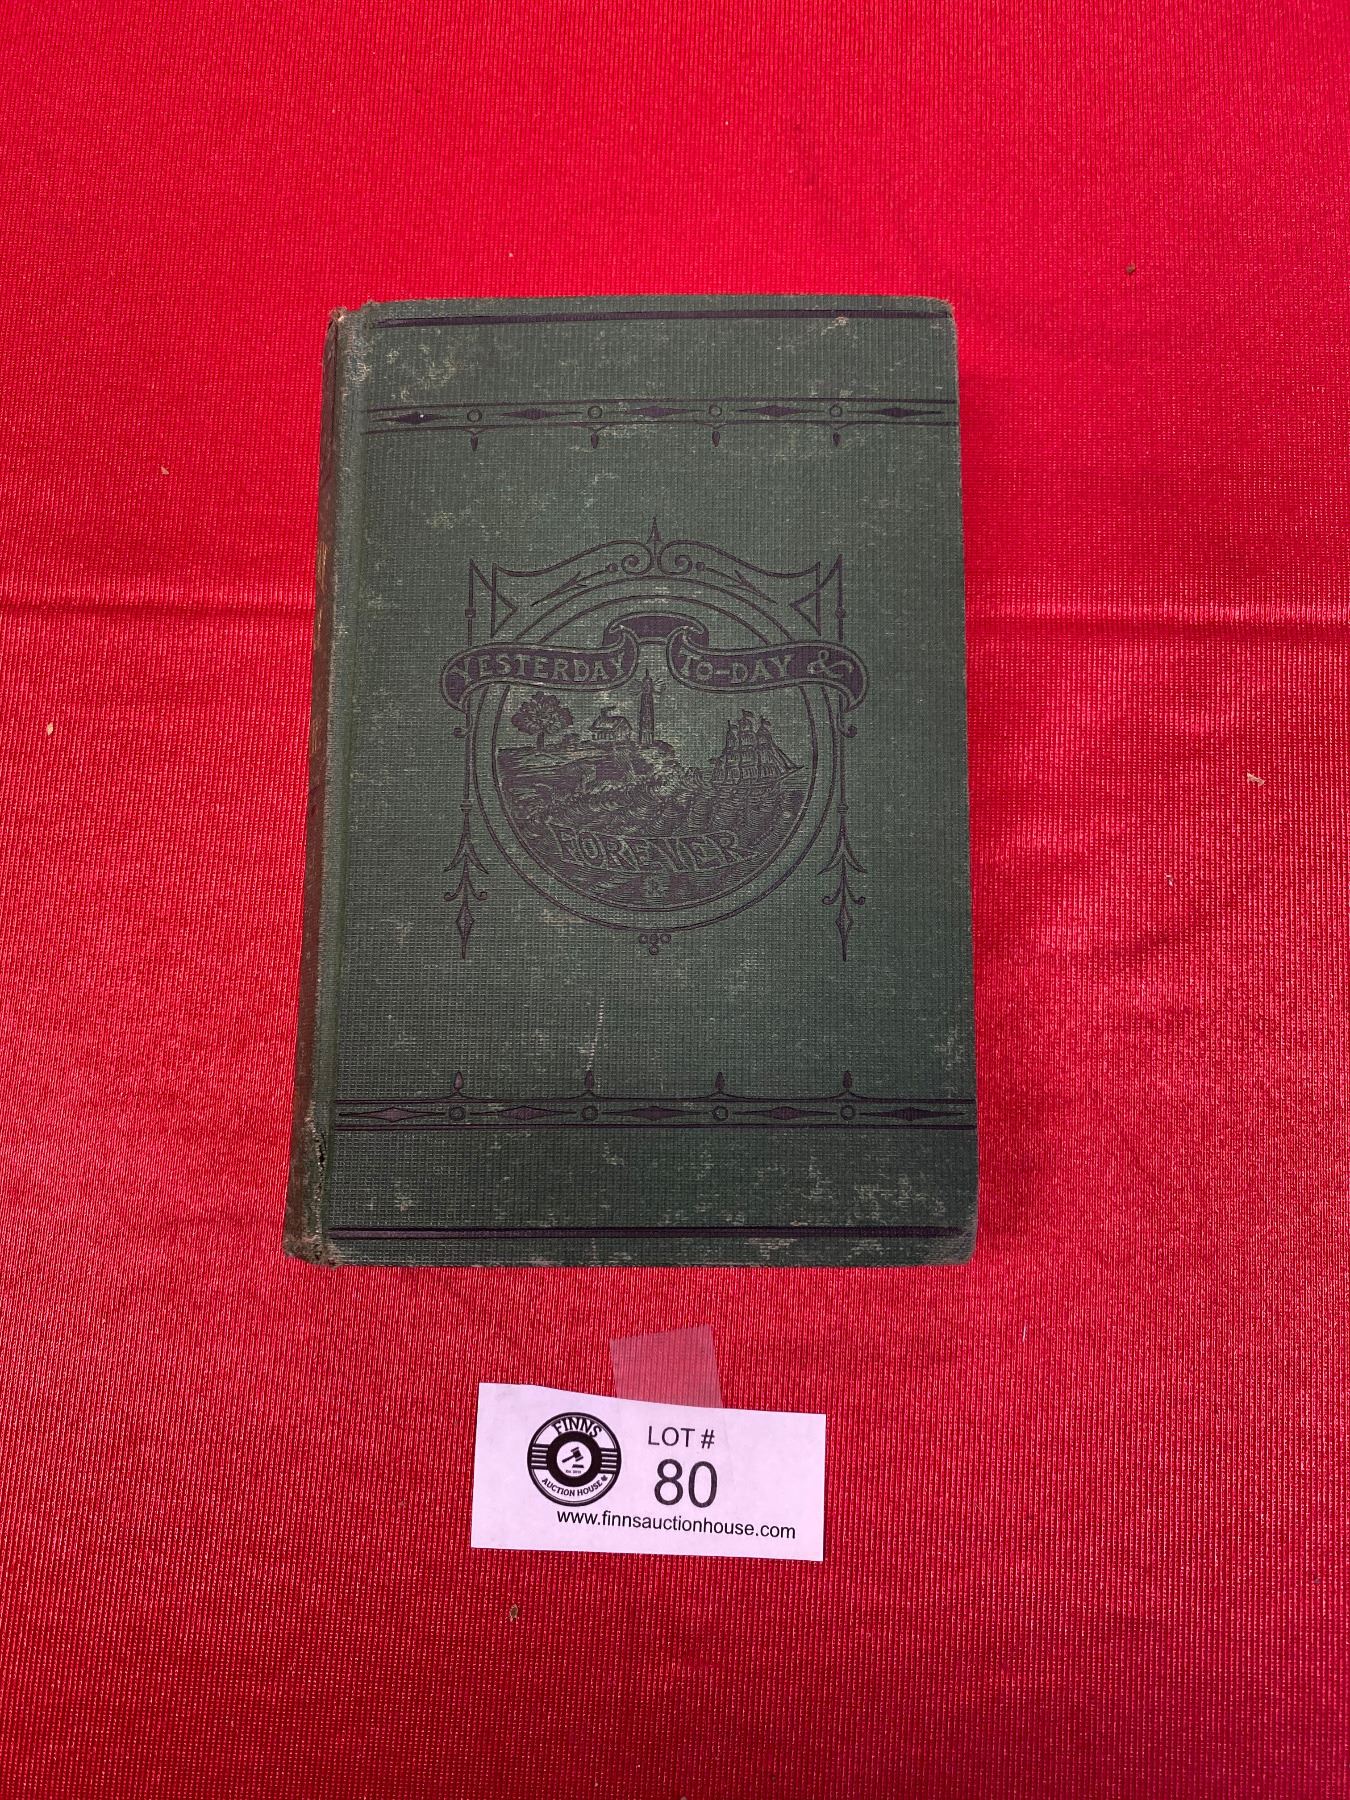 YESTERDAY TO-DAY &
FOREVER
FINNS
AUCTION HOUSE
LOT #
80
www.finnsauctionhouse.com